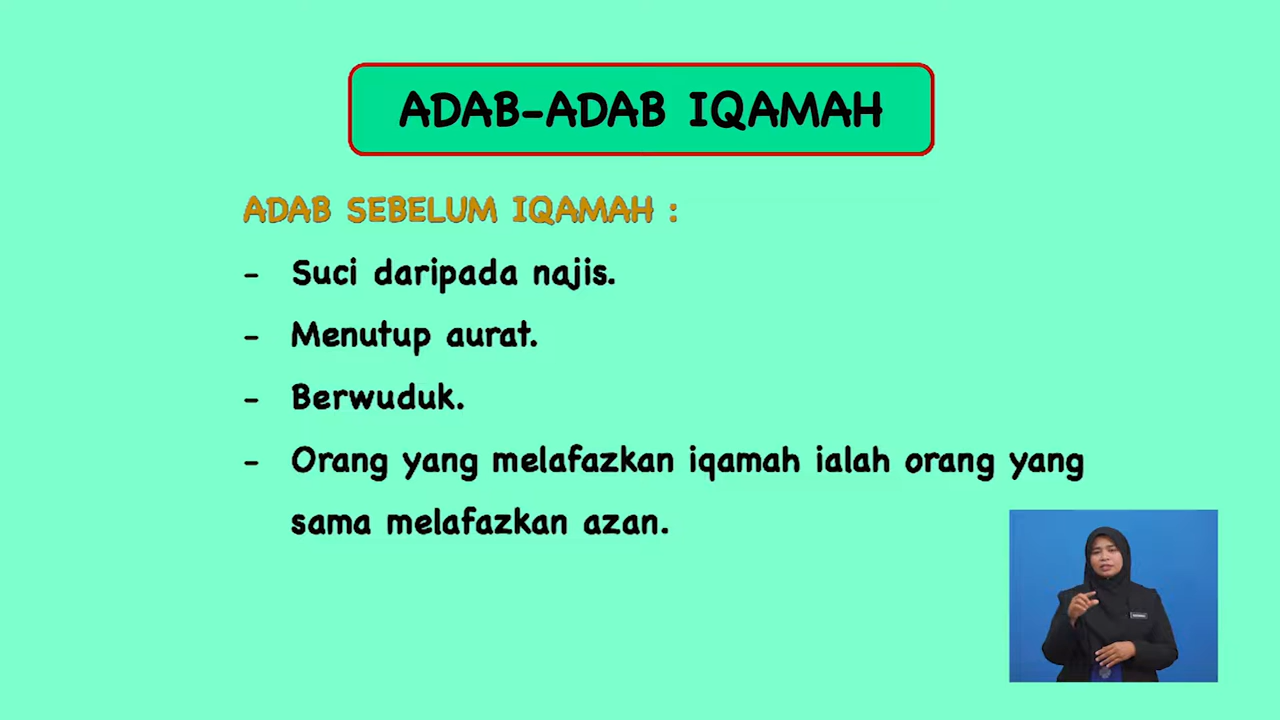 ADAB-ADAB IQAMAH
ADAB SEBELUM IQAMAH :
- Suci daripada najis.
- Menutup aurat.
- Berwuduk.
- Orang yang melafazkan iqamah ialah orang yang
sama melafazkan azan.